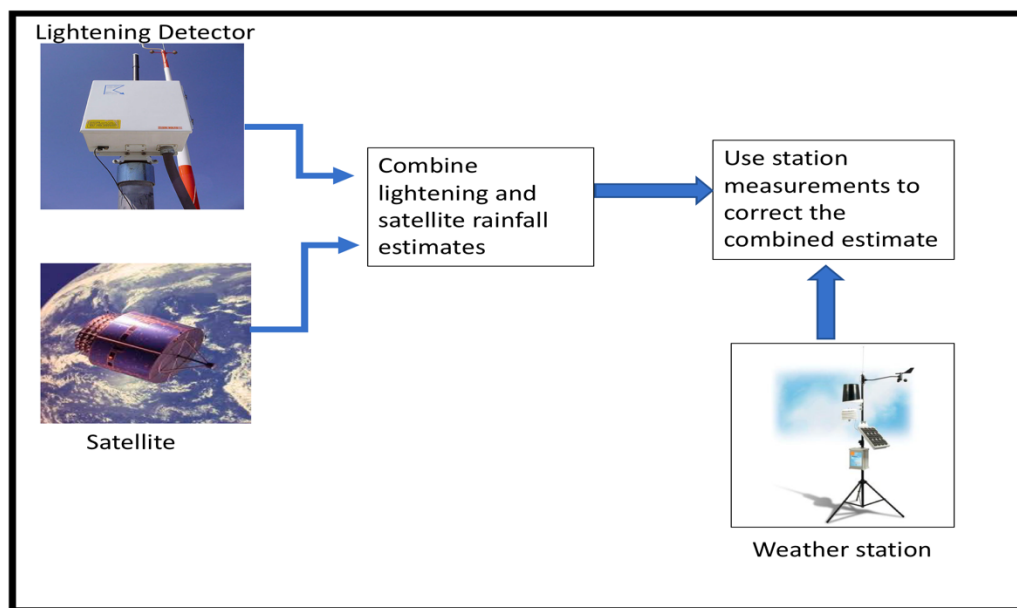 Lightening Detector
Combine
lightening and
satellite rainfall
estimates
Use station
measurements to
correct the
combined estimate
Satellite
Weather station